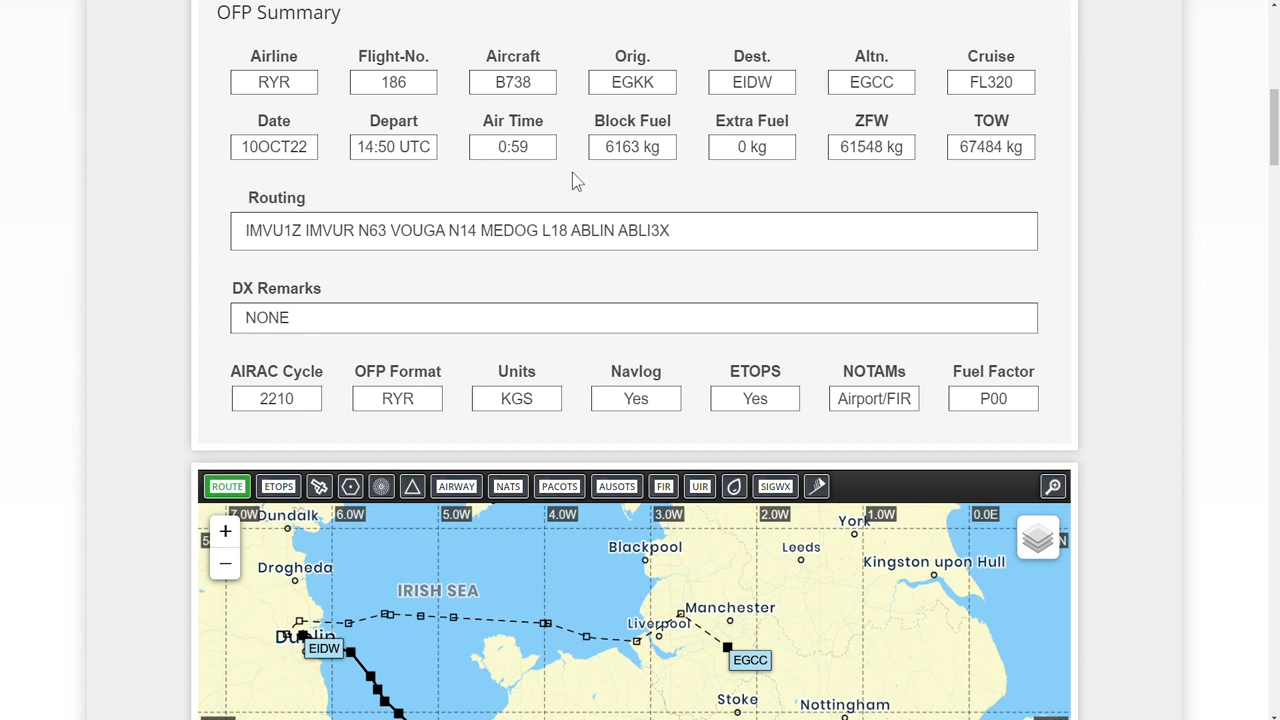 OFP Summary
Airline Flight-No. Aircraft Orig. Dest. Altn. Cruise
RYR 186 B738 EGKK EIDW EGCC FL320
Date Depart Air Time Block Fuel Extra Fuel ZFW TOW
10OCT22 14:50 UTC 0:59 6163 kg 0 kg 61548 kg 67484 kg
Routing
IMVU1Z IMVUR N63 VOUGA N14 MEDOG L18 ABLIN ABLI3X
DX Remarks
NONE
AIRAC Cycle OFP Format Units Navlog ETOPS NOTAMs Fuel Factor
2210 RYR KGS Yes Yes Airport/FIR P00
ROUTE ETOPS AIRWAY NATS PACOTS AUSOTS FIR UIR SIGWX
7.0W 6.0W 5.0W 4.0W 3.0W 2.0W 1.0W 0.0E
Dundalk
York
+
Blackpool
Leeds
Kingston upon Hull
−
Drogheda
IRISH SEA
Manchester
Liverpool
Dublin
EIDW
EGCC
Stoke
Nottingham